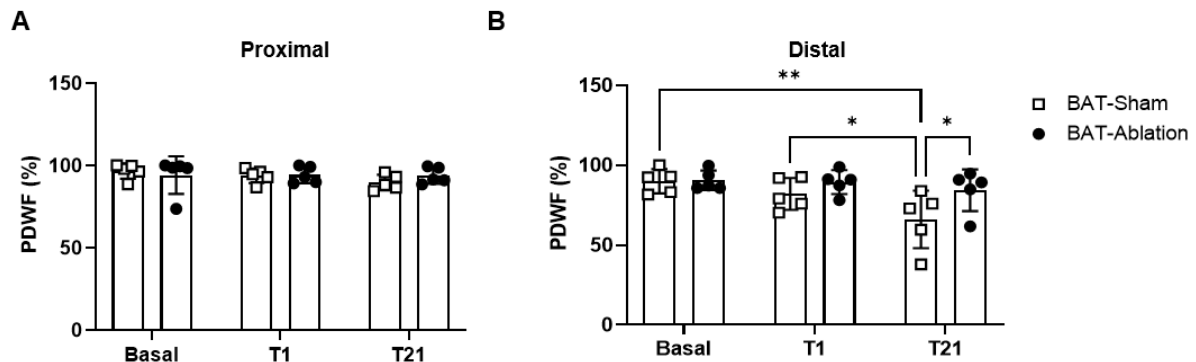 A
Proximal
150
100
50
0
PDWF (%)
Basal T1 T21
B
Distal
150
100
50
0
PDWF (%)
**
*
*
Basal T1 T21
BAT-Sham
BAT-Ablation